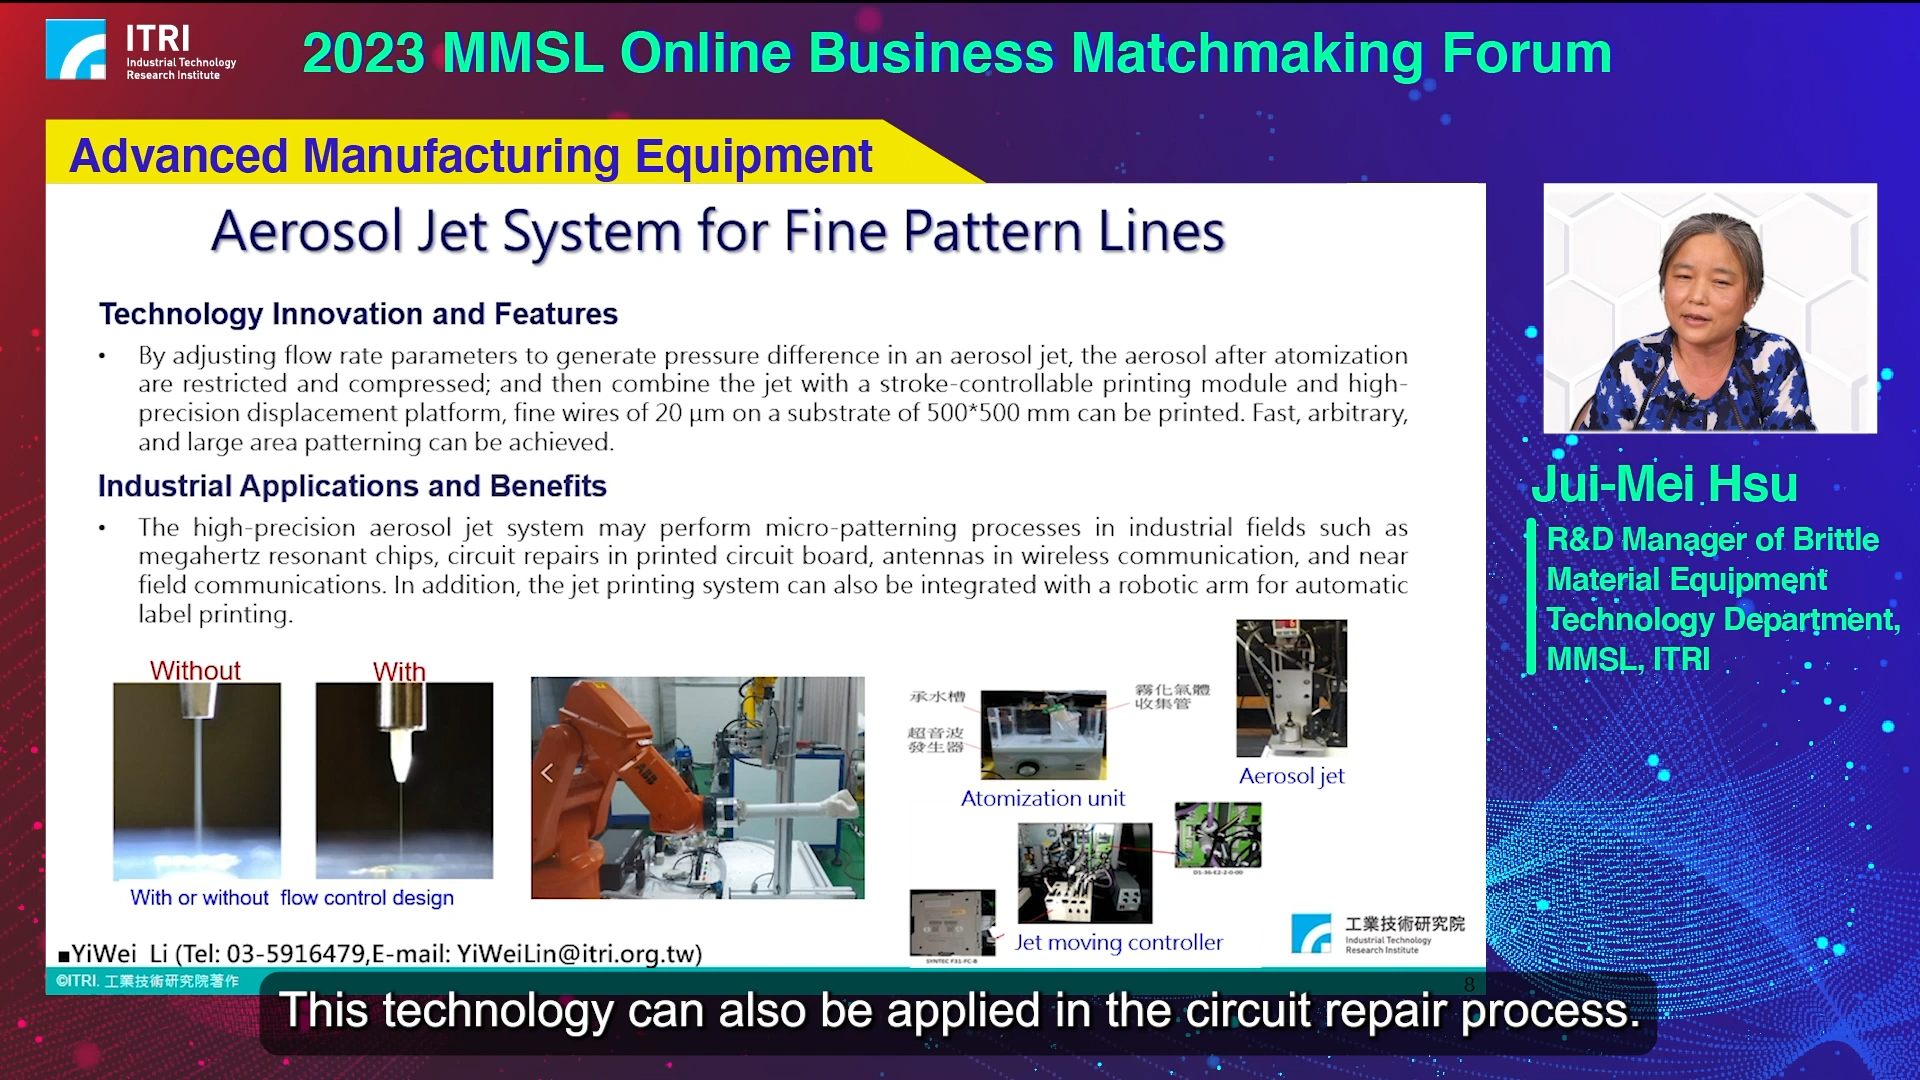 ITRI
Industrial Technology
Research Institute
2023 MMSL Online Business Matchmaking Forum
Advanced Manufacturing Equipment
Aerosol Jet System for Fine Pattern Lines
Technology Innovation and Features
• By adjusting flow rate parameters to generate pressure difference in an aerosol jet, the aerosol after atomization
are restricted and compressed; and then combine the jet with a stroke-controllable printing module and high-
precision displacement platform, fine wires of 20 μm on a substrate of 500*500 mm can be printed. Fast, arbitrary,
and large area patterning can be achieved.
Industrial Applications and Benefits
• The high-precision aerosol jet system may perform micro-patterning processes in industrial fields such as
megahertz resonant chips, circuit repairs in printed circuit board, antennas in wireless communication, and near
field communications. In addition, the jet printing system can also be integrated with a robotic arm for automatic
label printing.
Without
With
With or without flow control design
ABB
承水槽
超音波
發生器
霧化氣體
收集管
Atomization unit
Aerosol jet
D1-36-E2-2-0-00
SYNTEC F31-FC-B
Jet moving controller
工業技術研究院
Industrial Technology
Research Institute
■YiWei Li (Tel: 03-5916479,E-mail: YiWeiLin@itri.org.tw)
©ITRI. 工業技術研究院著作
8
Jui-Mei Hsu
R&D Manager of Brittle
Material Equipment
Technology Department,
MMSL, ITRI
This technology can also be applied in the circuit repair process.